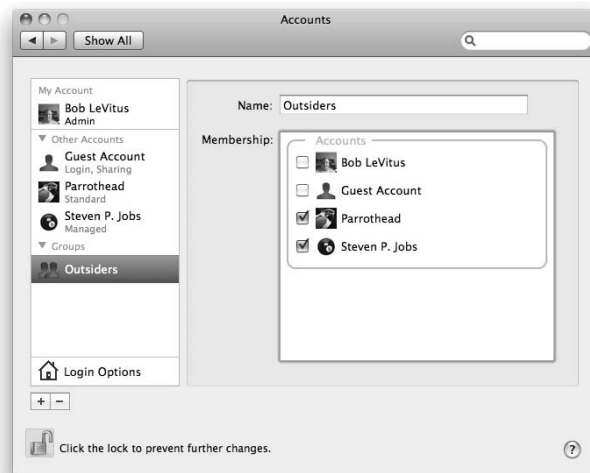 Accounts
Show All
My Account
Bob LeVitus
Admin
Other Accounts
Guest Account
Login, Sharing
Parrothead
Standard
Steven P. Jobs
Managed
Groups
Outsiders
Login Options
+ −
Name: Outsiders
Membership:
Accounts
Bob LeVitus
Guest Account
Parrothead
Steven P. Jobs
Click the lock to prevent further changes.
?